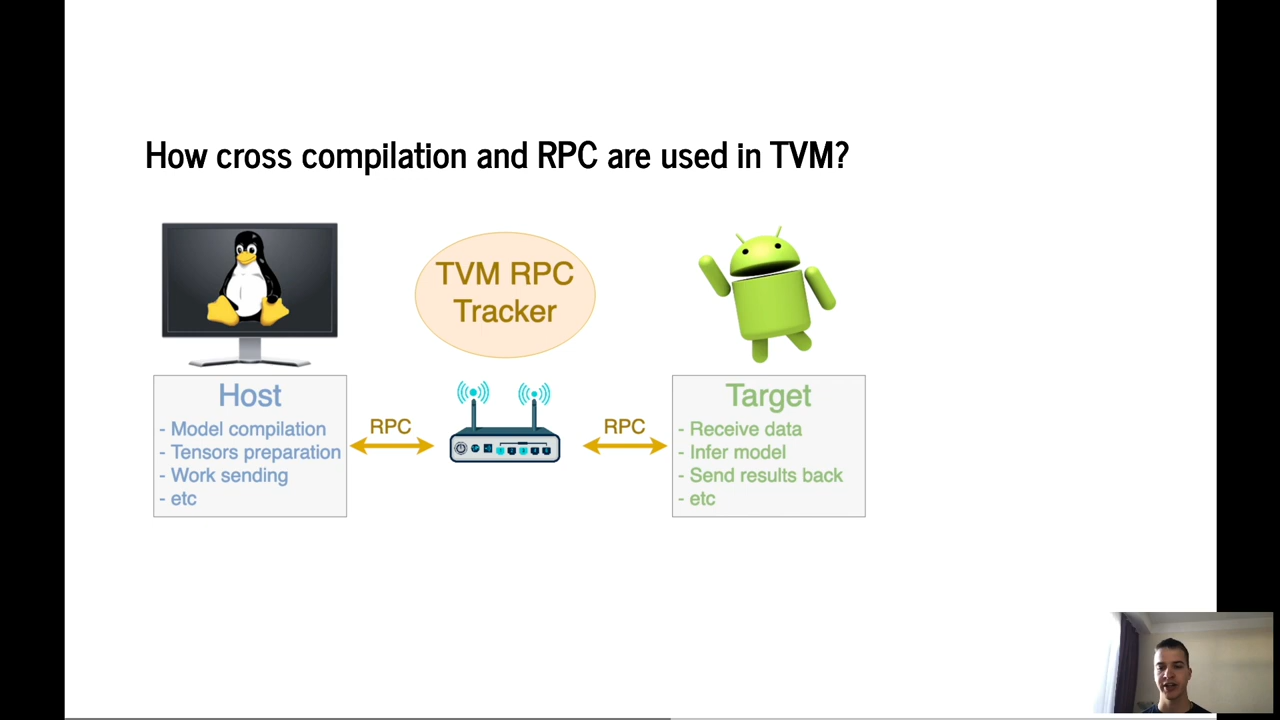 How cross compilation and RPC are used in TVM?
TVM RPC
Tracker
Host
- Model compilation
- Tensors preparation
- Work sending
- etc
RPC
RPC
Target
- Receive data
- Infer model
- Send results back
- etc